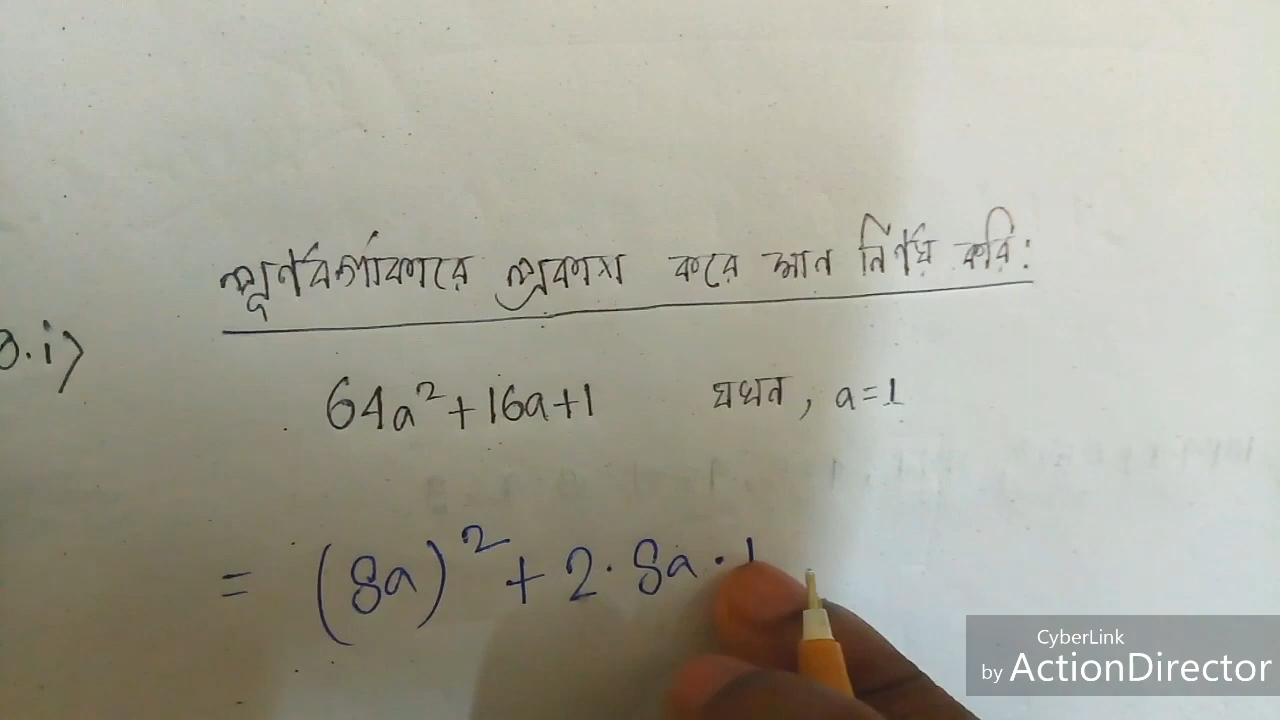 পূর্ণবর্গাকারে প্রকাশ করে মান নির্ণয় করি:
3.i)
64a²+16a+1 যখন, a=1
= (8a)² + 2·8a·1
CyberLink
by ActionDirector